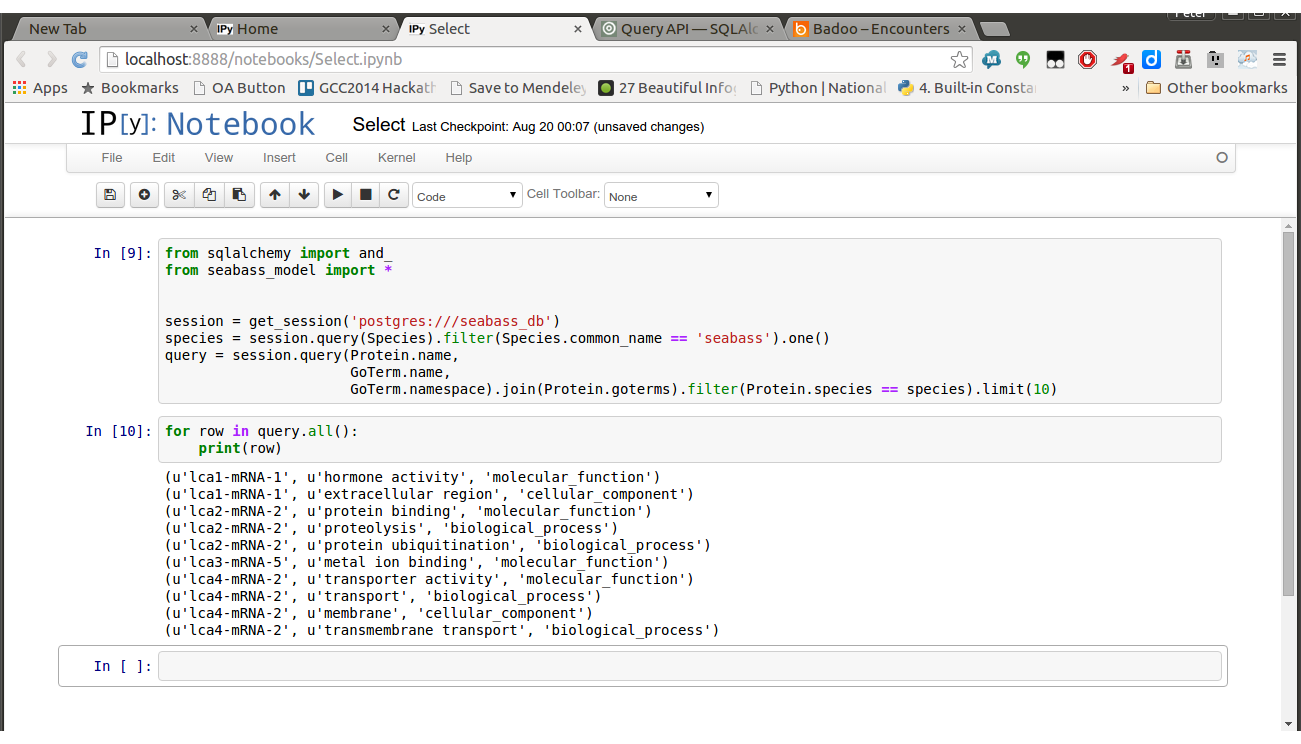 Peter
New Tab × IPy Home × IPy Select × Query API — SQLAlc × Badoo – Encounters ×
localhost:8888/notebooks/Select.ipynb
Apps Bookmarks OA Button GCC2014 Hackath Save to Mendeley 27 Beautiful Info Python | National 4. Built-in Consta » Other bookmarks
IP[y]: Notebook Select Last Checkpoint: Aug 20 00:07 (unsaved changes)
File Edit View Insert Cell Kernel Help
Code Cell Toolbar: None
In [9]: from sqlalchemy import and_
from seabass_model import *
session = get_session('postgres:///seabass_db')
species = session.query(Species).filter(Species.common_name == 'seabass').one()
query = session.query(Protein.name,
GoTerm.name,
GoTerm.namespace).join(Protein.goterms).filter(Protein.species == species).limit(10)
In [10]: for row in query.all():
print(row)
(u'lca1-mRNA-1', u'hormone activity', 'molecular_function')
(u'lca1-mRNA-1', u'extracellular region', 'cellular_component')
(u'lca2-mRNA-2', u'protein binding', 'molecular_function')
(u'lca2-mRNA-2', u'proteolysis', 'biological_process')
(u'lca2-mRNA-2', u'protein ubiquitination', 'biological_process')
(u'lca3-mRNA-5', u'metal ion binding', 'molecular_function')
(u'lca4-mRNA-2', u'transporter activity', 'molecular_function')
(u'lca4-mRNA-2', u'transport', 'biological_process')
(u'lca4-mRNA-2', u'membrane', 'cellular_component')
(u'lca4-mRNA-2', u'transmembrane transport', 'biological_process')
In [ ]: